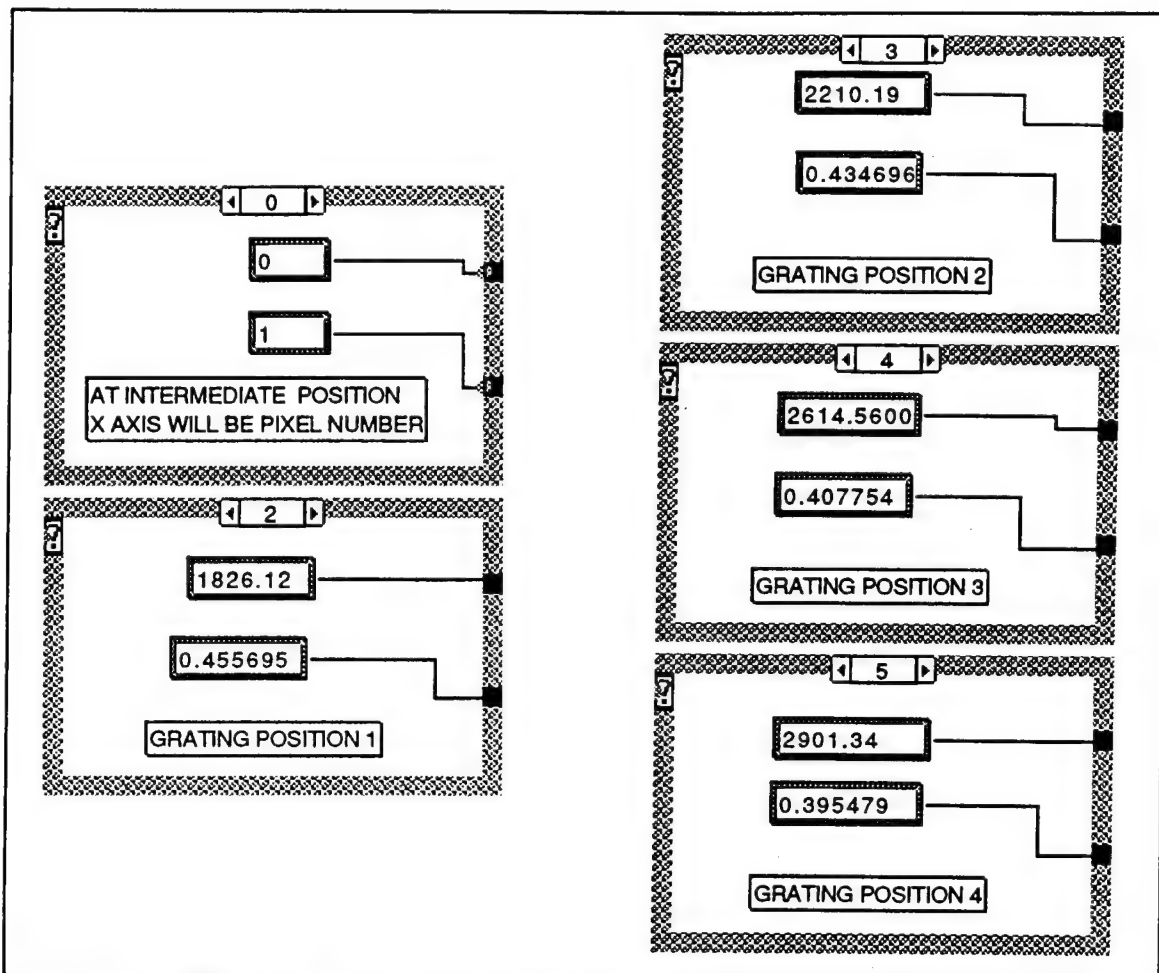 0
0
1
AT INTERMEDIATE POSITION
X AXIS WILL BE PIXEL NUMBER
2
1826.12
0.455695
GRATING POSITION 1
3
2210.19
0.434696
GRATING POSITION 2
4
2614.5600
0.407754
GRATING POSITION 3
5
2901.34
0.395479
GRATING POSITION 4